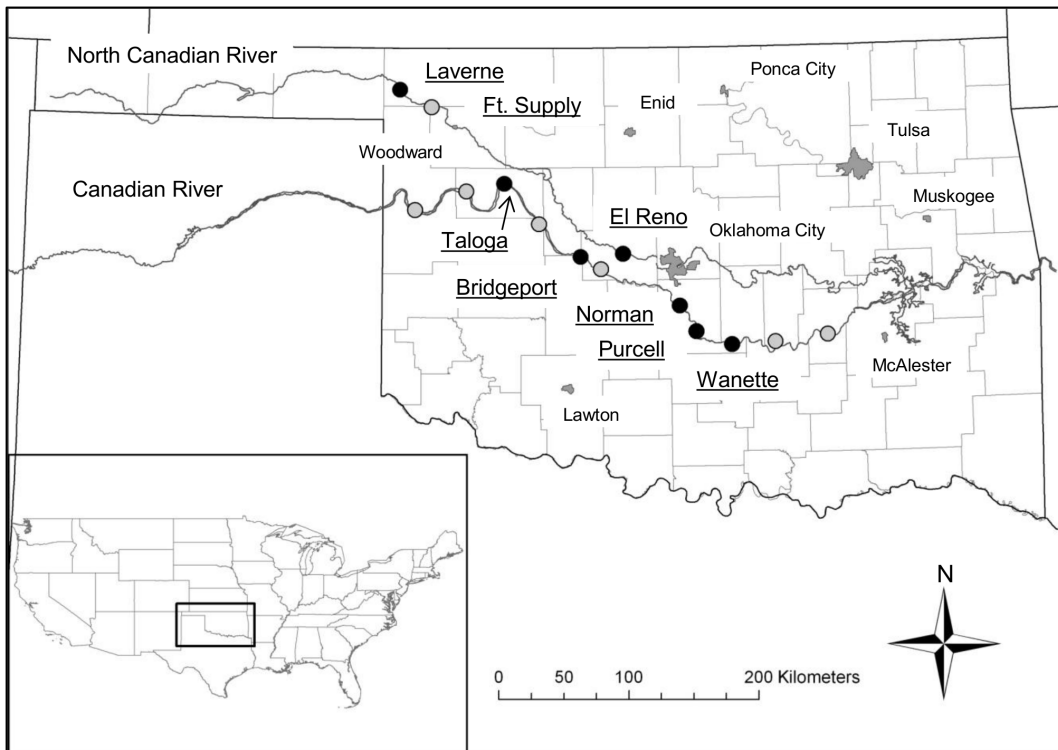 North Canadian River
Laverne
Ponca City
Ft. Supply
Enid
Tulsa
Woodward
Canadian River
Muskogee
El Reno
Oklahoma City
Taloga
Bridgeport
Norman
Purcell
McAlester
Wanette
Lawton
N
0 50 100 200 Kilometers